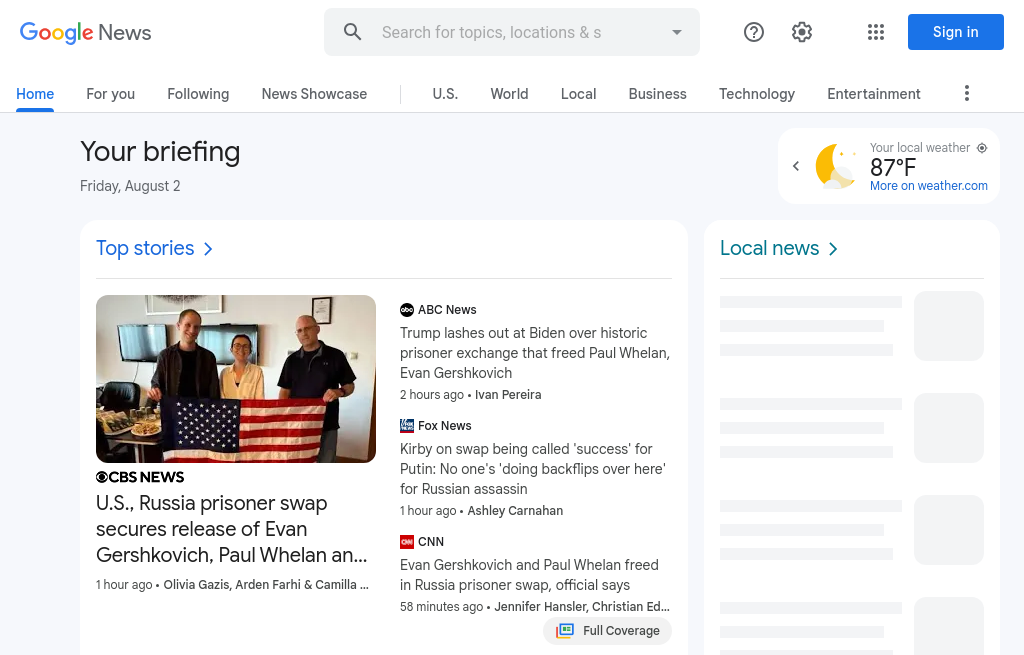 Google News
Search for topics, locations & s
Sign in
Home
For you
Following
News Showcase
U.S.
World
Local
Business
Technology
Entertainment
Your briefing
Friday, August 2
Your local weather
87°F
More on weather.com
Top stories
CBS NEWS
U.S., Russia prisoner swap
secures release of Evan
Gershkovich, Paul Whelan an...
1 hour ago • Olivia Gazis, Arden Farhi & Camilla ...
abc ABC News
Trump lashes out at Biden over historic
prisoner exchange that freed Paul Whelan,
Evan Gershkovich
2 hours ago • Ivan Pereira
FOX NEWS Fox News
Kirby on swap being called 'success' for
Putin: No one's 'doing backflips over here'
for Russian assassin
1 hour ago • Ashley Carnahan
CNN CNN
Evan Gershkovich and Paul Whelan freed
in Russia prisoner swap, official says
58 minutes ago • Jennifer Hansler, Christian Ed...
Full Coverage
Local news